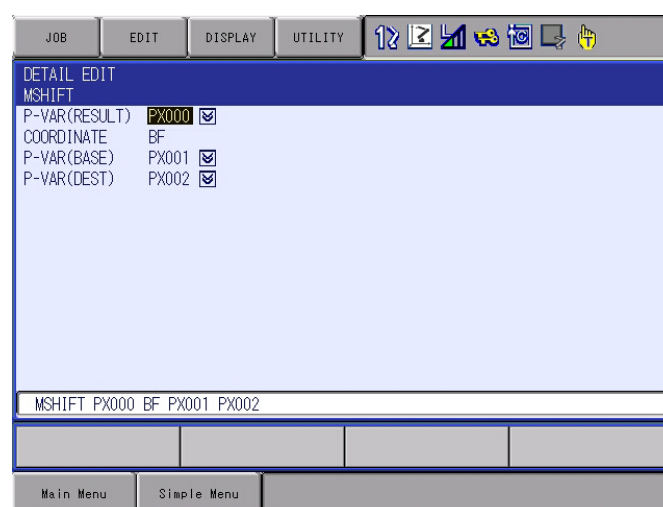 JOB EDIT DISPLAY UTILITY
DETAIL EDIT
MSHIFT
P-VAR(RESULT) PX000
COORDINATE BF
P-VAR(BASE) PX001
P-VAR(DEST) PX002
MSHIFT PX000 BF PX001 PX002
Main Menu Simple Menu